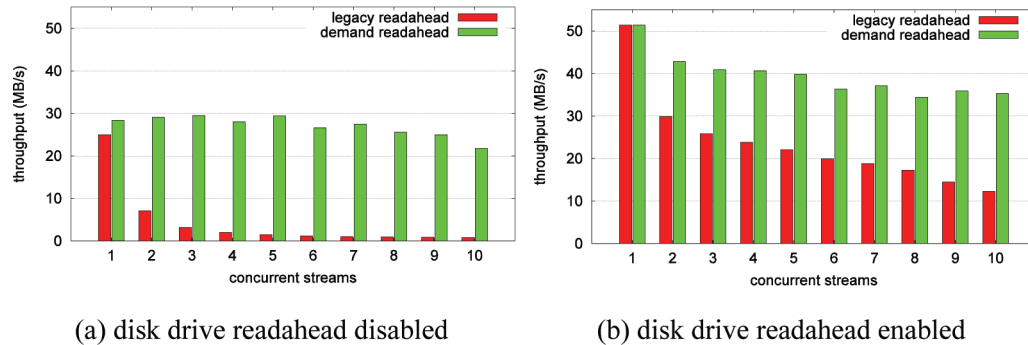 legacy readahead
demand readahead
throughput (MB/s)
50
40
30
20
10
0
1 2 3 4 5 6 7 8 9 10
concurrent streams
(a) disk drive readahead disabled
legacy readahead
demand readahead
throughput (MB/s)
50
40
30
20
10
0
1 2 3 4 5 6 7 8 9 10
concurrent streams
(b) disk drive readahead enabled